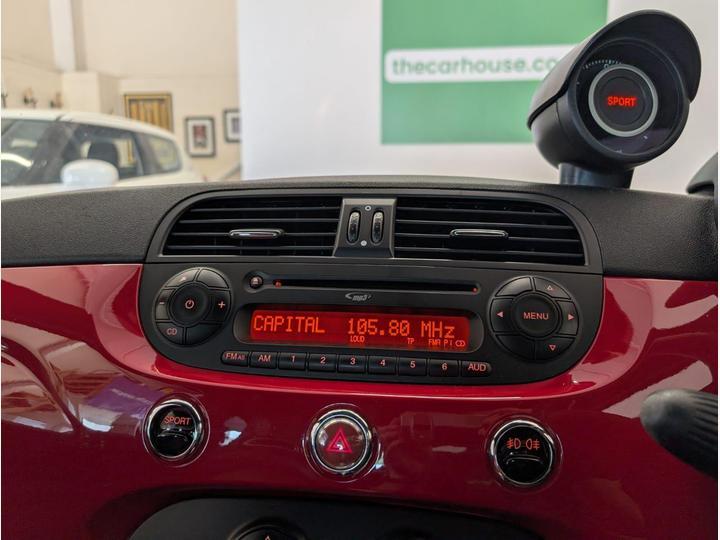 thecarhouse.co
SPORT
mp3
CD
MENU
CAPITAL 105.80 MHz
LOUD TP FMA PI CD
FM AS AM 1 2 3 4 5 6 AUD
SPORT